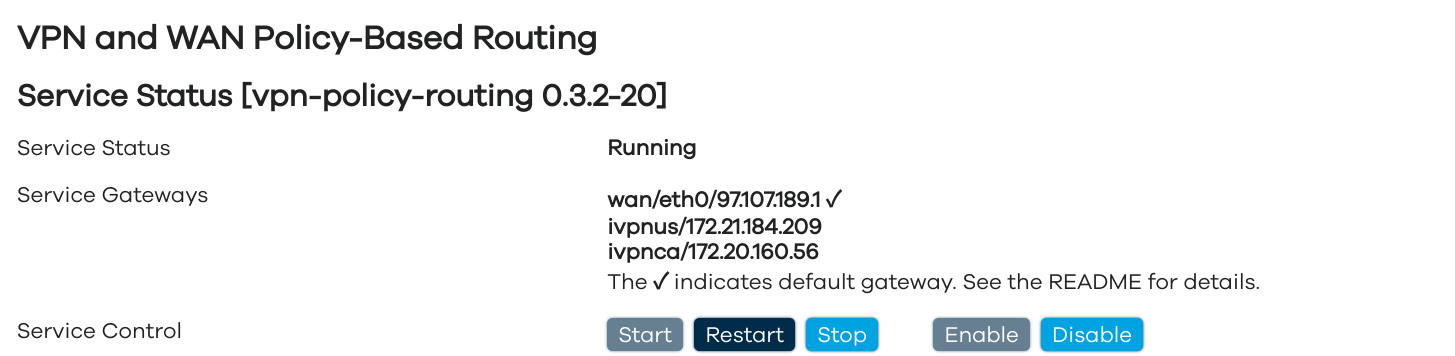 VPN and WAN Policy-Based Routing
Service Status [vpn-policy-routing 0.3.2-20]
Service Status Running
Service Gateways wan/eth0/97.107.189.1 ✓
ivpnus/172.21.184.209
ivpnca/172.20.160.56
The ✓ indicates default gateway. See the README for details.
Service Control Start Restart Stop Enable Disable